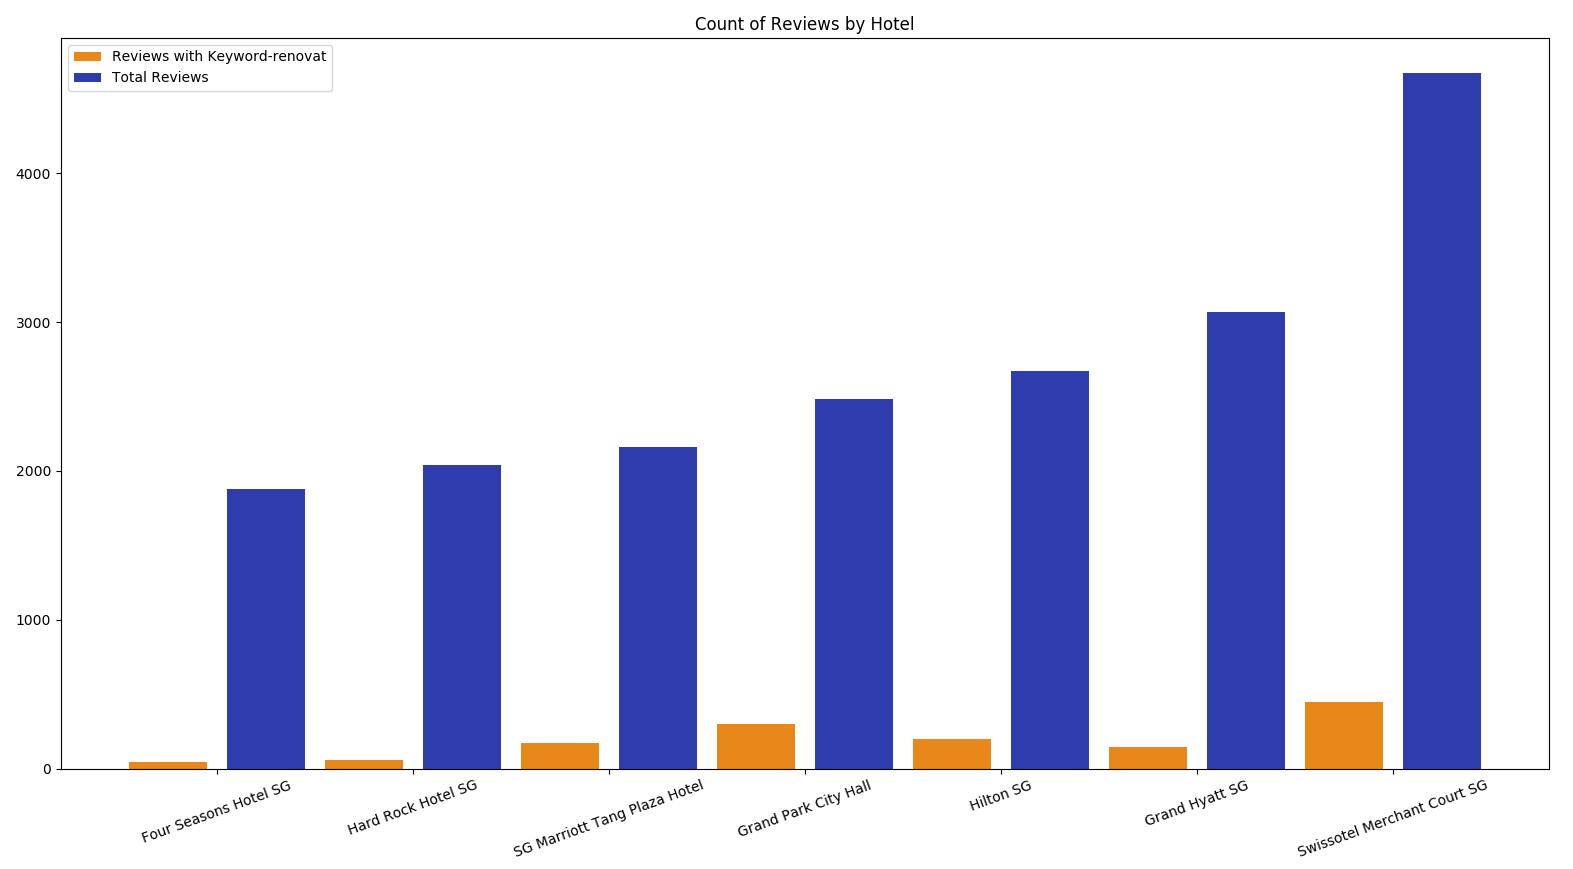 Count of Reviews by Hotel
Reviews with Keyword-renovat
Total Reviews
4000
3000
2000
1000
0
Four Seasons Hotel SG
Hard Rock Hotel SG
SG Marriott Tang Plaza Hotel
Grand Park City Hall
Hilton SG
Grand Hyatt SG
Swissotel Merchant Court SG